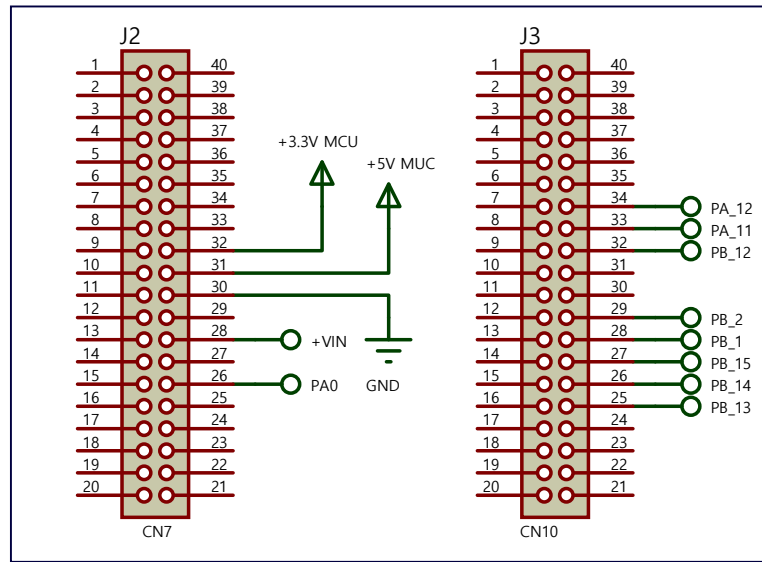 J2
1 40
2 39
3 38
4 37
5 36
6 35
7 34
8 33
9 32
10 31
11 30
12 29
13 28
14 27
15 26
16 25
17 24
18 23
19 22
20 21
CN7
+3.3V MCU
+5V MUC
+VIN
PA0
GND
J3
1 40
2 39
3 38
4 37
5 36
6 35
7 34 PA_12
8 33 PA_11
9 32 PB_12
10 31
11 30
12 29 PB_2
13 28 PB_1
14 27 PB_15
15 26 PB_14
16 25 PB_13
17 24
18 23
19 22
20 21
CN10